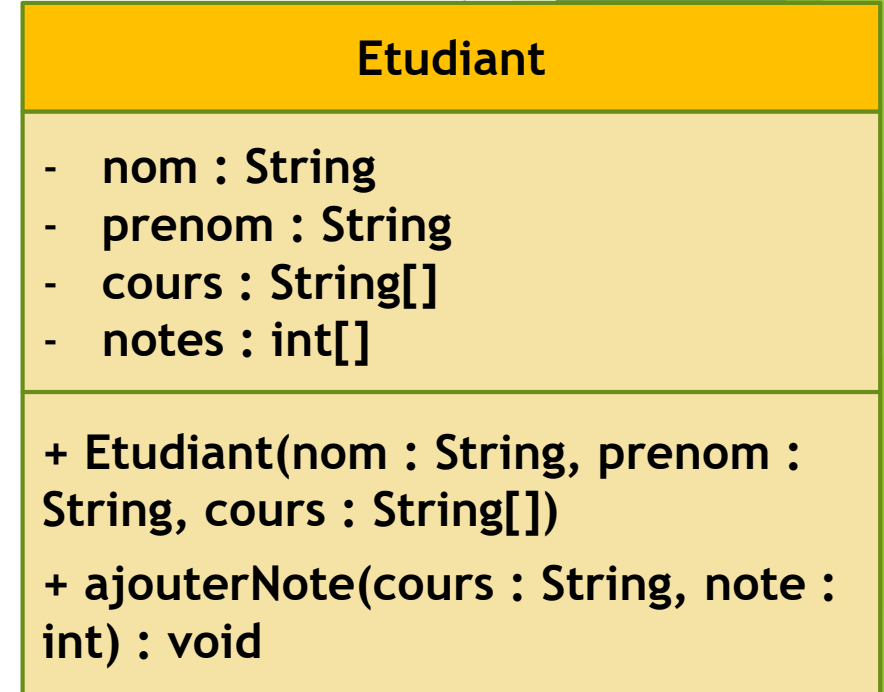 Etudiant
- nom : String
- prenom : String
- cours : String[]
- notes : int[]
+ Etudiant(nom : String, prenom :
String, cours : String[])
+ ajouterNote(cours : String, note :
int) : void